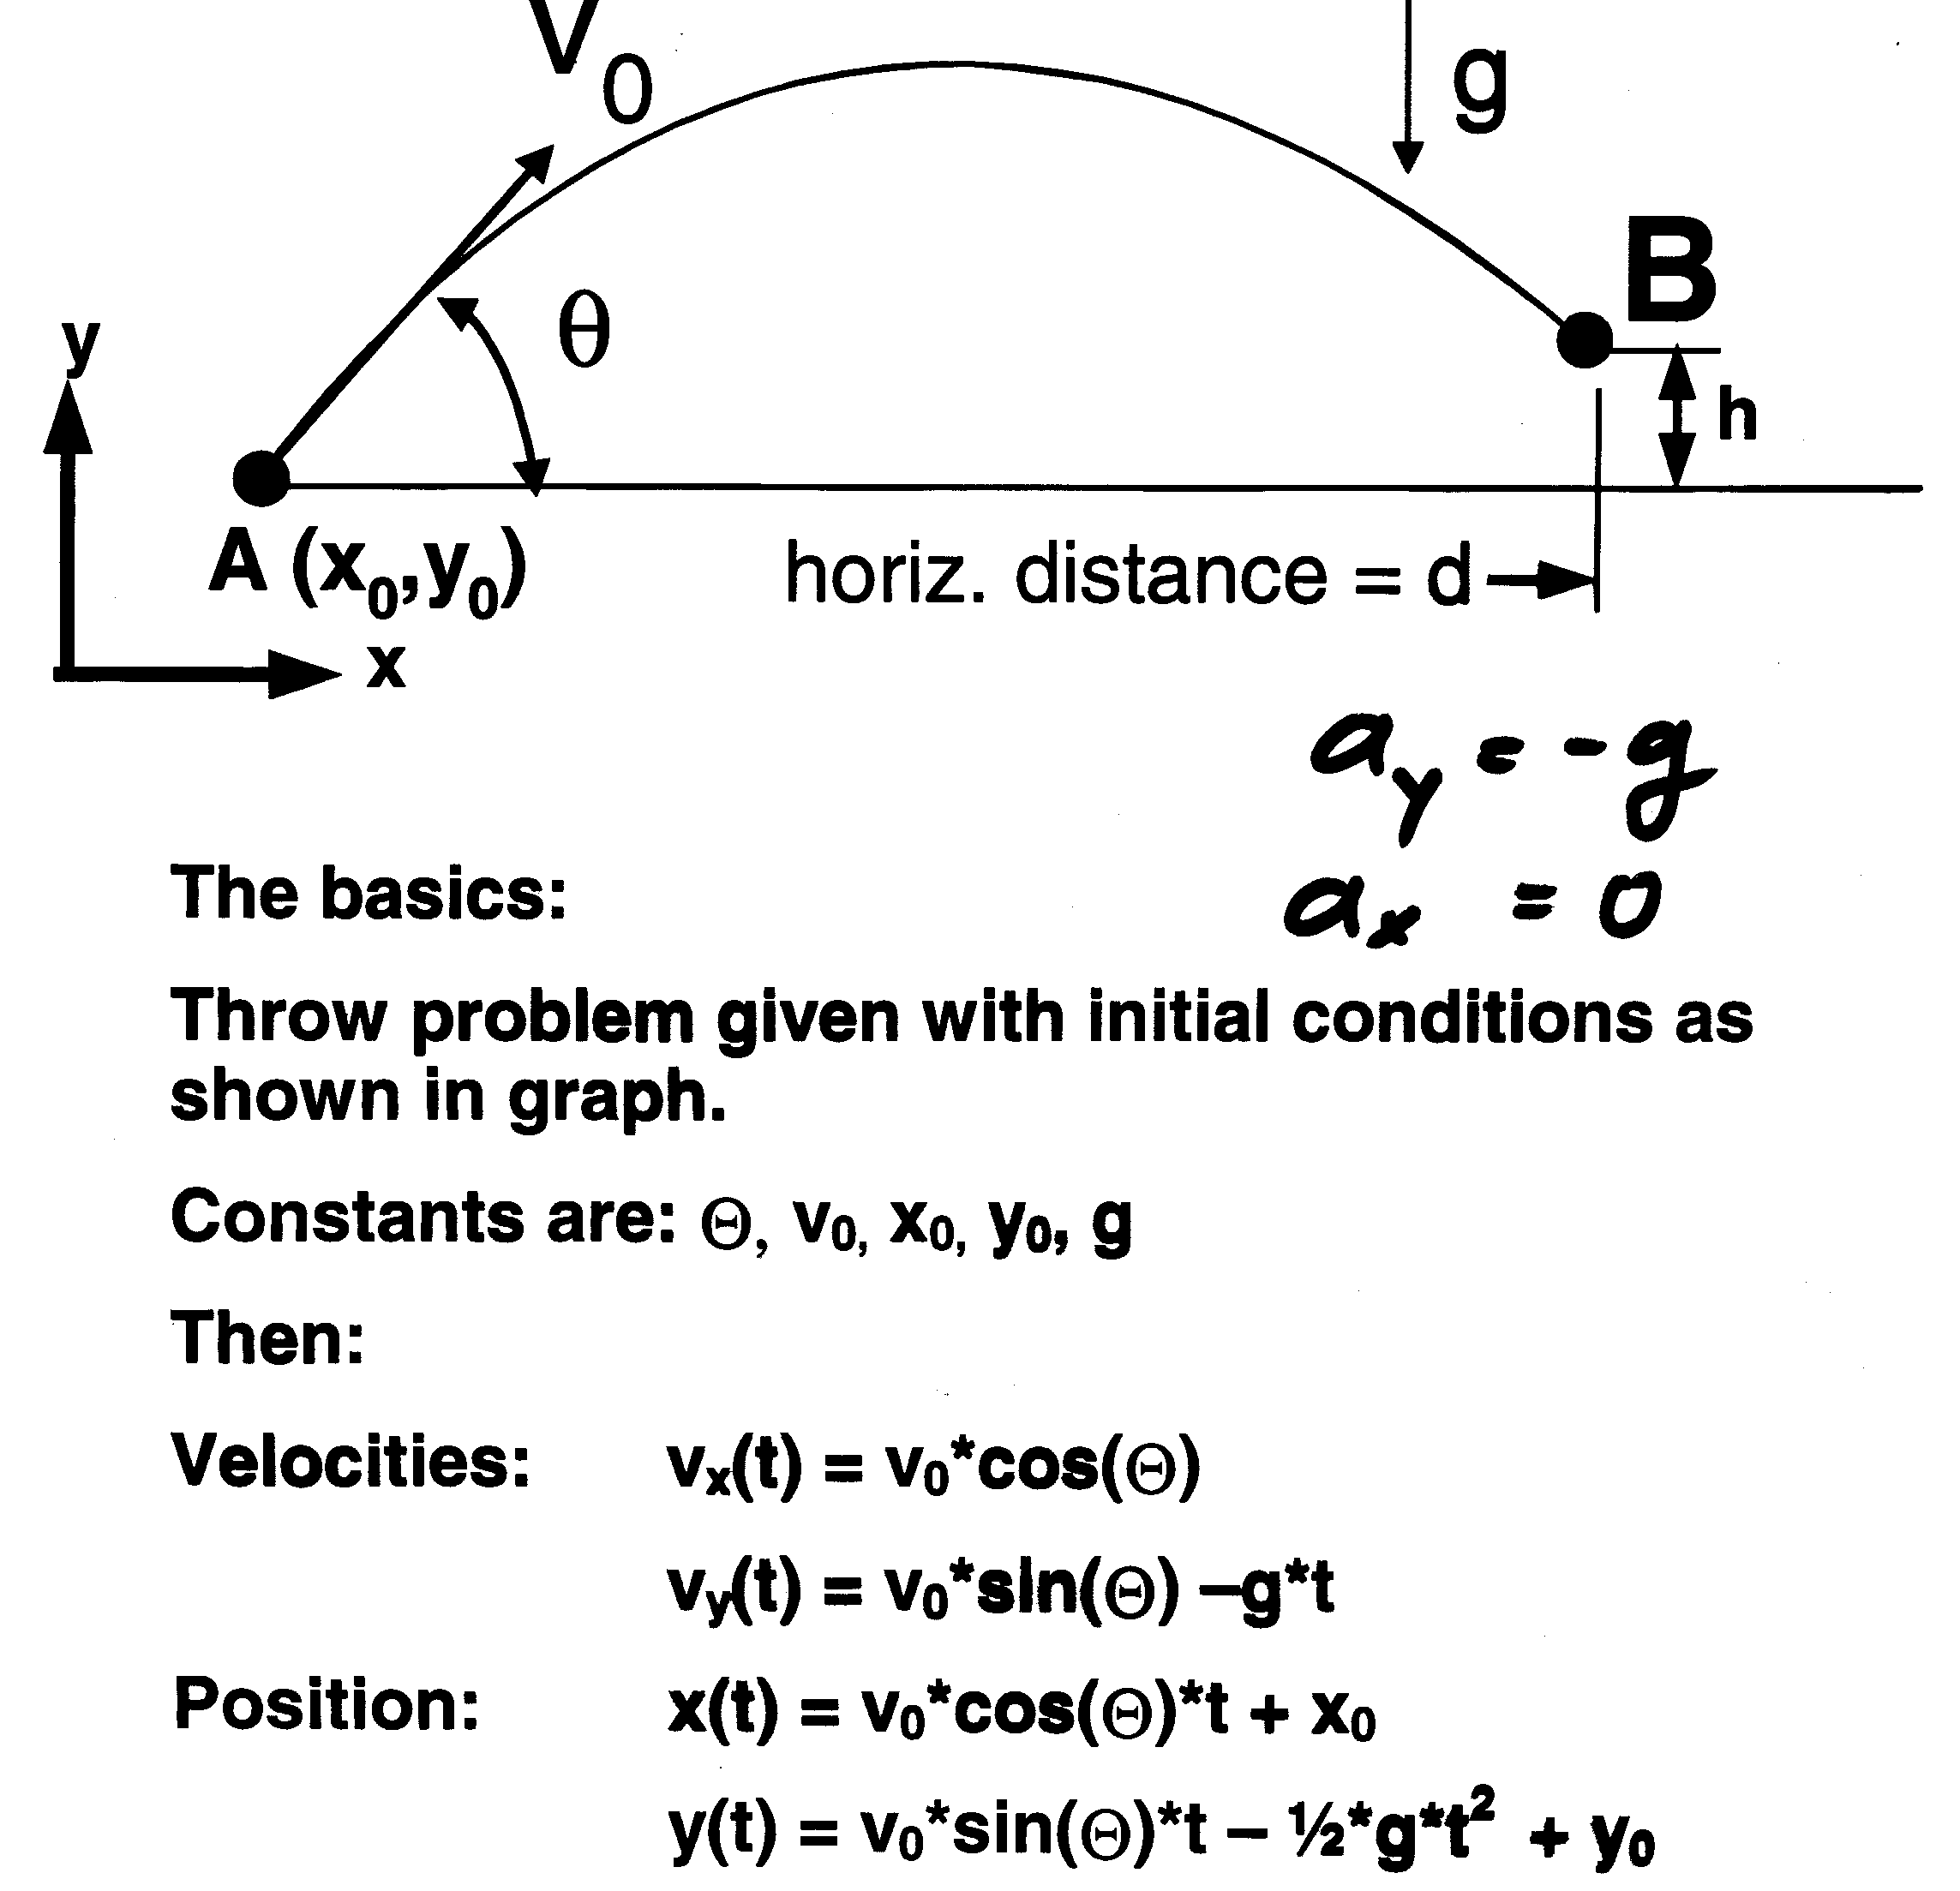 V0
g
B
θ
y
h
A (x0,y0)
horiz. distance = d
x
ay = -g
The basics:
ax = 0
Throw problem given with initial conditions as
shown in graph.
Constants are: Θ, v0, x0, y0, g
Then:
Velocities: vx(t) = v0*cos(Θ)
vy(t) = v0*sin(Θ) –g*t
Position: x(t) = v0*cos(Θ)*t + x0
y(t) = v0*sin(Θ)*t – ½*g*t² + y0